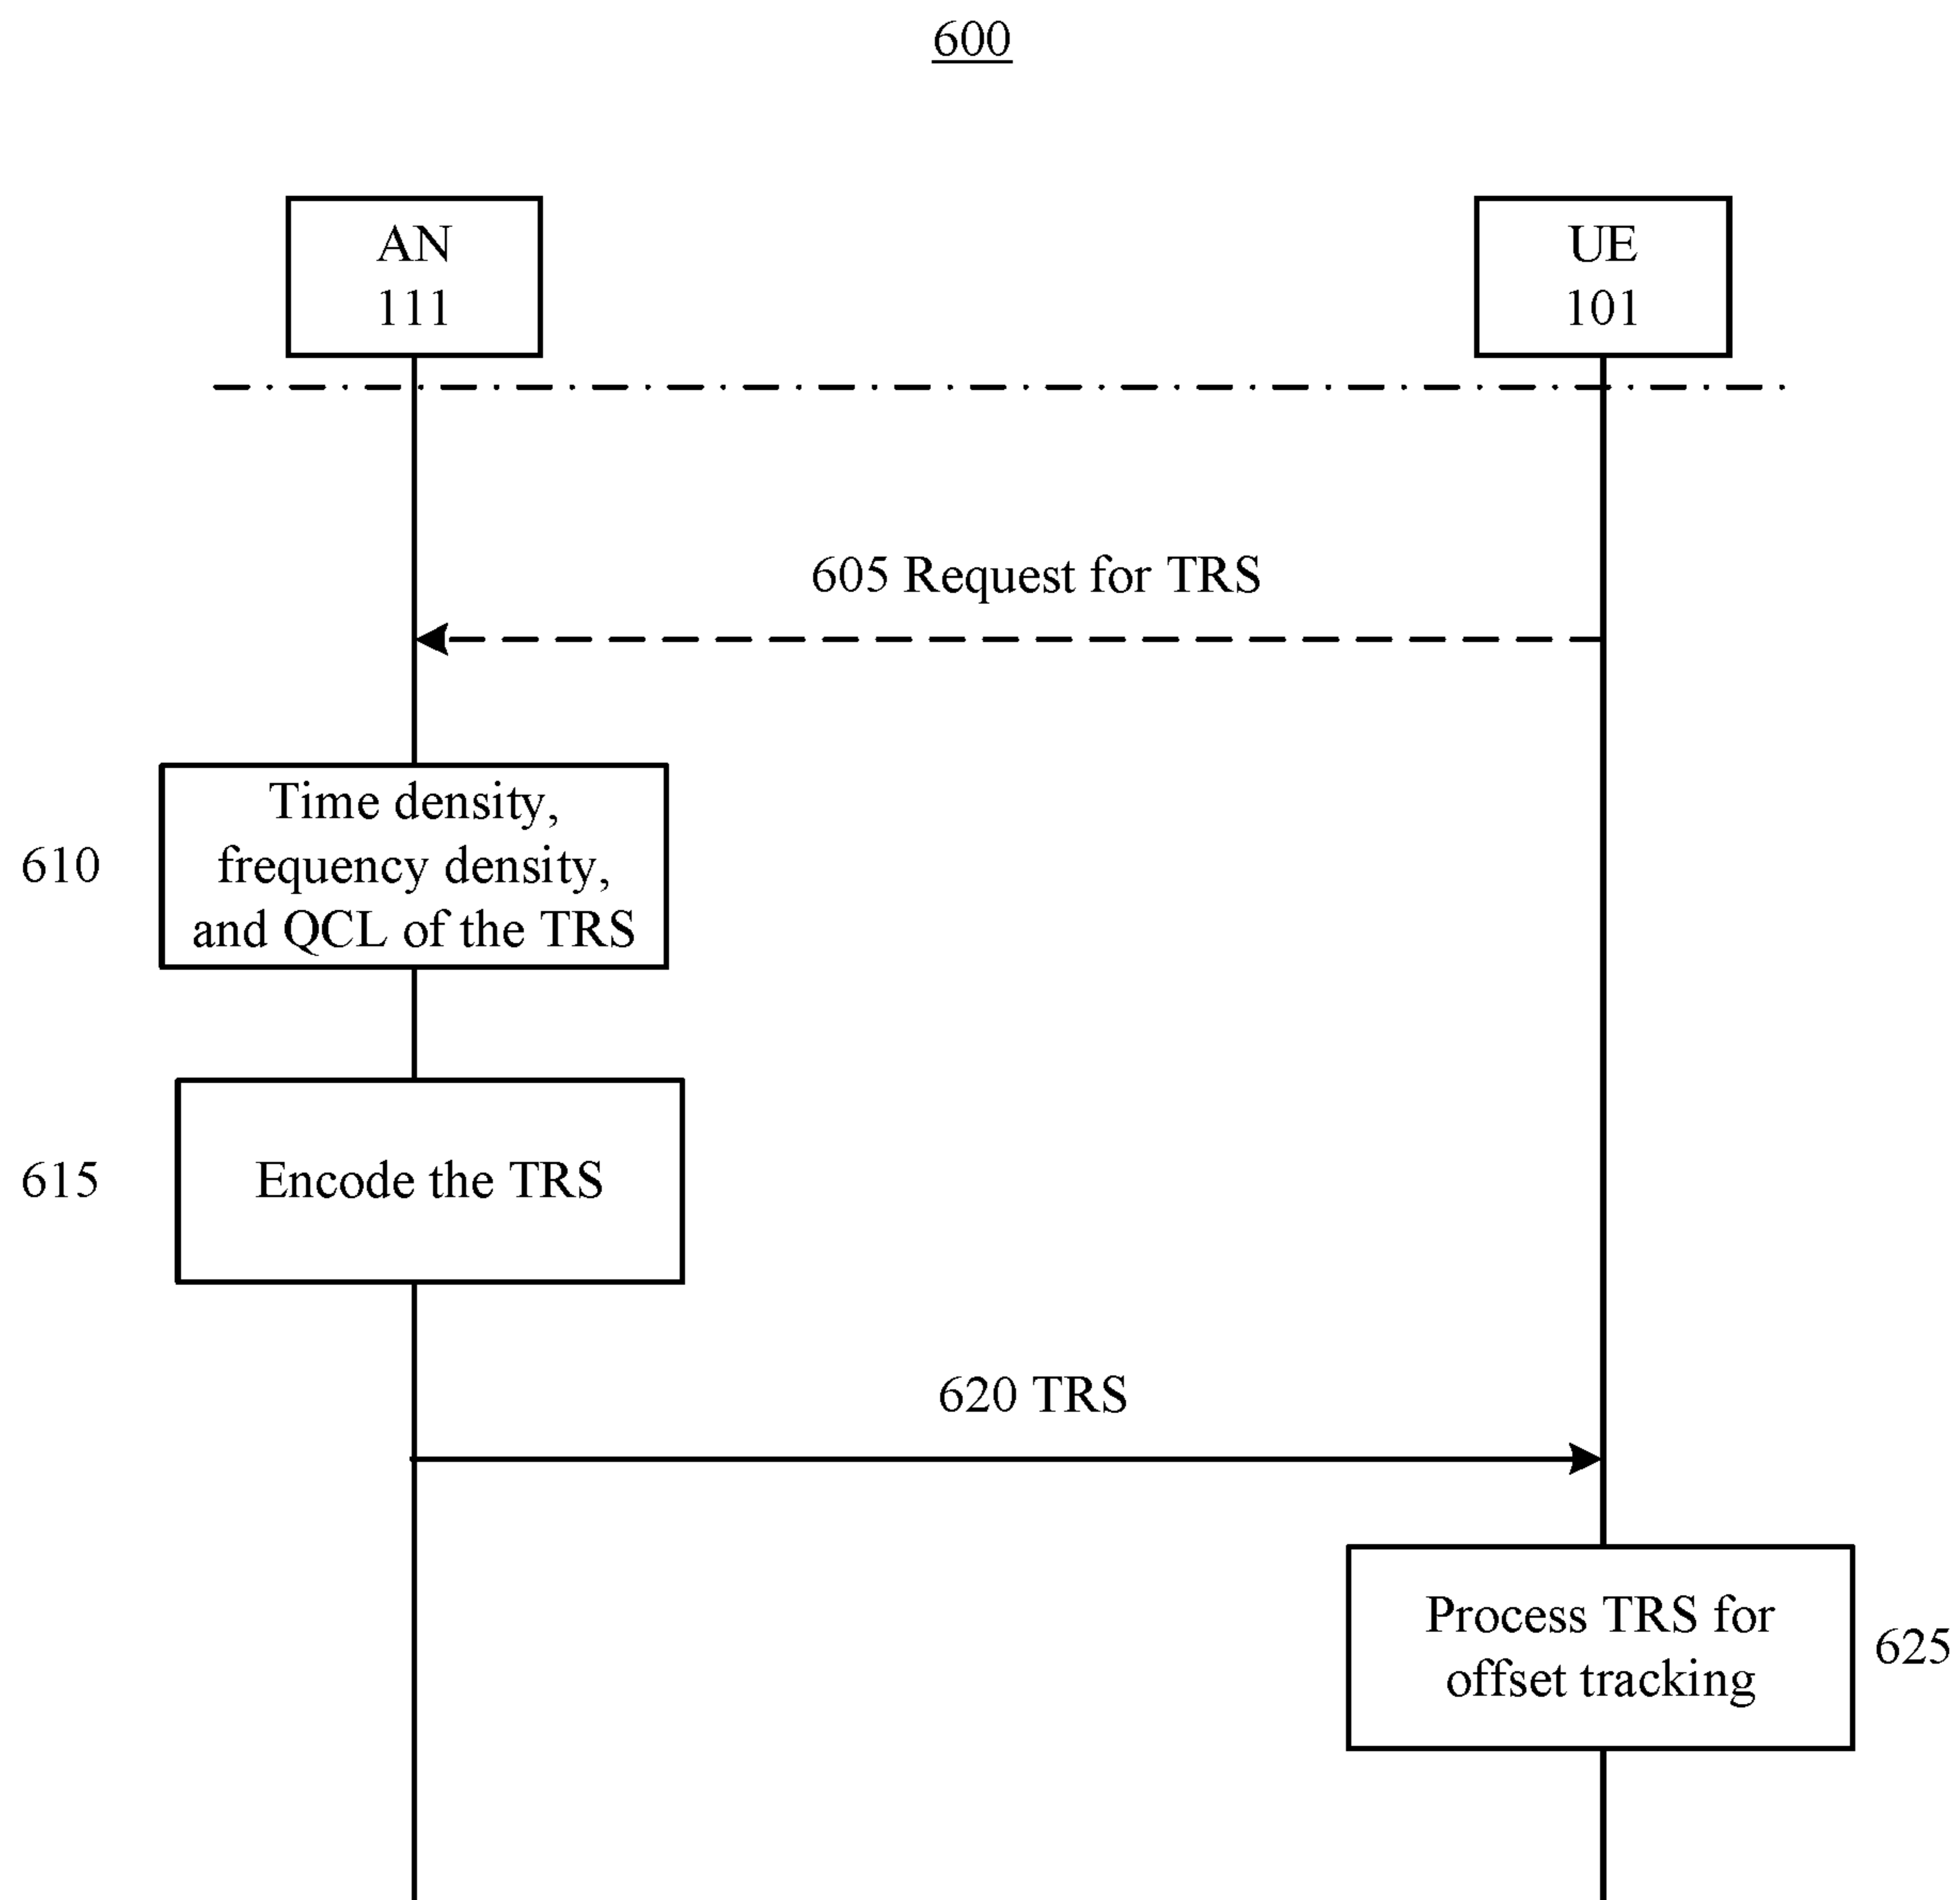 600
AN
111
UE
101
605 Request for TRS
610
Time density,
frequency density,
and QCL of the TRS
615
Encode the TRS
620 TRS
Process TRS for
offset tracking
625